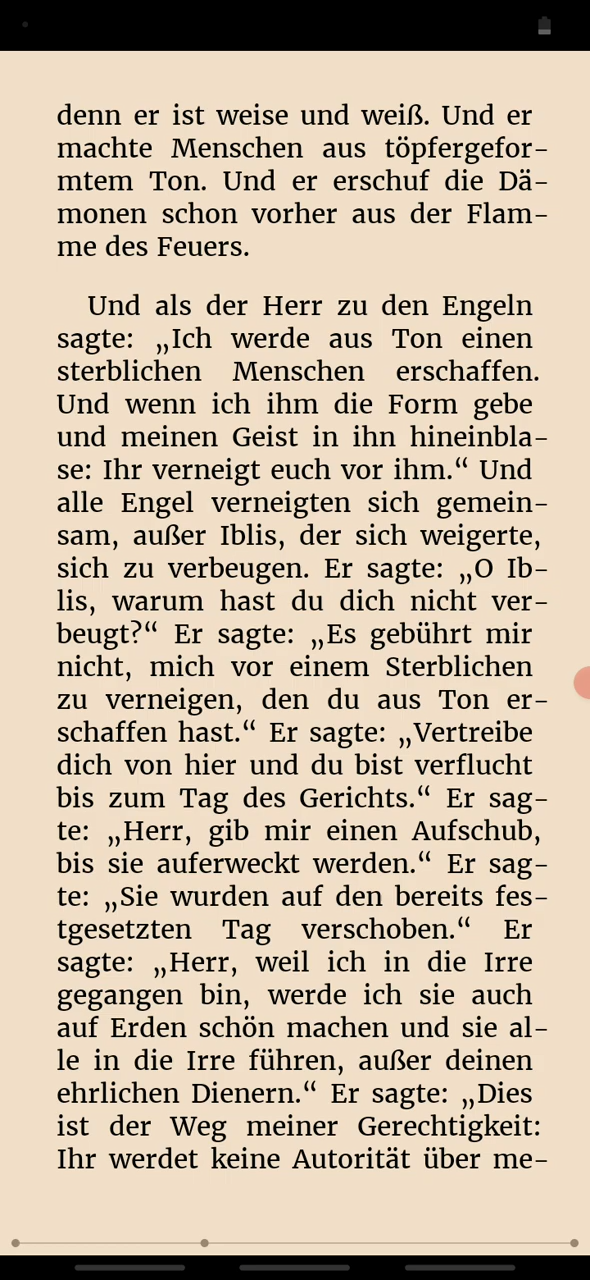 denn er ist weise und weiß. Und er
machte Menschen aus töpfergefor-
mtem Ton. Und er erschuf die Dä-
monen schon vorher aus der Flam-
me des Feuers.
Und als der Herr zu den Engeln
sagte: „Ich werde aus Ton einen
sterblichen Menschen erschaffen.
Und wenn ich ihm die Form gebe
und meinen Geist in ihn hineinbla-
se: Ihr verneigt euch vor ihm.“ Und
alle Engel verneigten sich gemein-
sam, außer Iblis, der sich weigerte,
sich zu verbeugen. Er sagte: „O Ib-
lis, warum hast du dich nicht ver-
beugt?“ Er sagte: „Es gebührt mir
nicht, mich vor einem Sterblichen
zu verneigen, den du aus Ton er-
schaffen hast.“ Er sagte: „Vertreibe
dich von hier und du bist verflucht
bis zum Tag des Gerichts.“ Er sag-
te: „Herr, gib mir einen Aufschub,
bis sie auferweckt werden.“ Er sag-
te: „Sie wurden auf den bereits fes-
tgesetzten Tag verschoben.“ Er
sagte: „Herr, weil ich in die Irre
gegangen bin, werde ich sie auch
auf Erden schön machen und sie al-
le in die Irre führen, außer deinen
ehrlichen Dienern.“ Er sagte: „Dies
ist der Weg meiner Gerechtigkeit:
Ihr werdet keine Autorität über me-